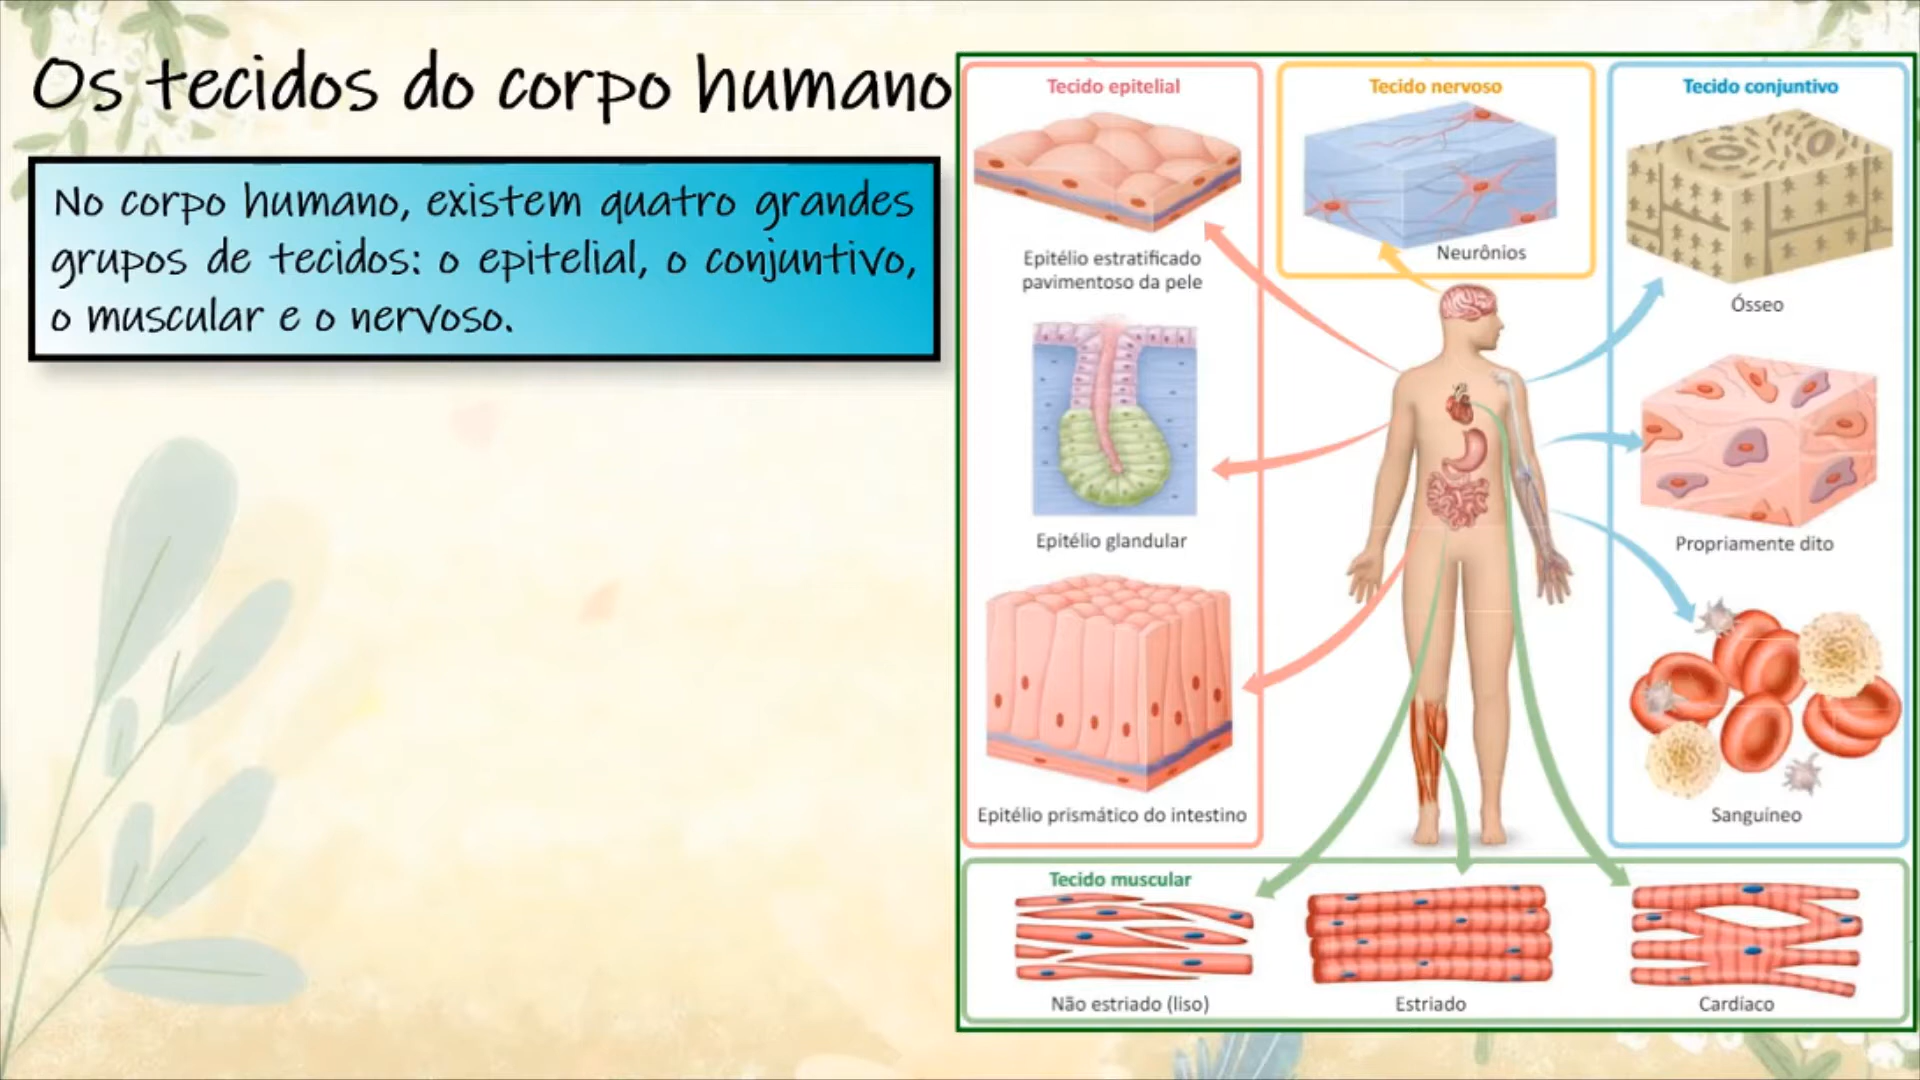 Os tecidos do corpo humano
No corpo humano, existem quatro grandes
grupos de tecidos: o epitelial, o conjuntivo,
o muscular e o nervoso.
Tecido epitelial
Epitélio estratificado
pavimentoso da pele
Epitélio glandular
Epitélio prismático do intestino
Tecido nervoso
Neurônios
Tecido conjuntivo
Ósseo
Propriamente dito
Sanguíneo
Tecido muscular
Não estriado (liso)
Estriado
Cardíaco